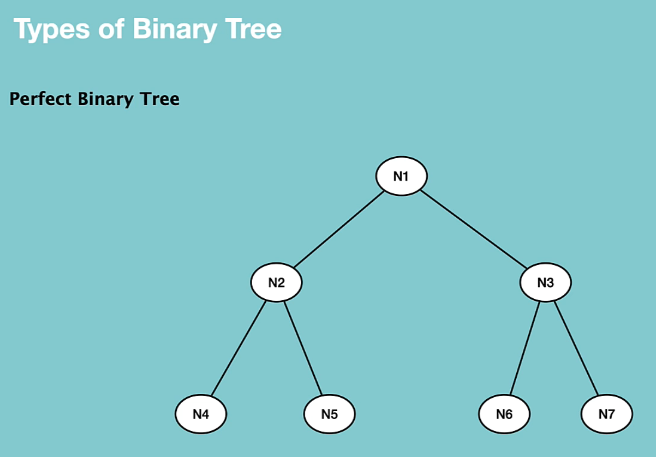 Types of Binary Tree
Perfect Binary Tree
N1
N2
N3
N4
N5
N6
N7